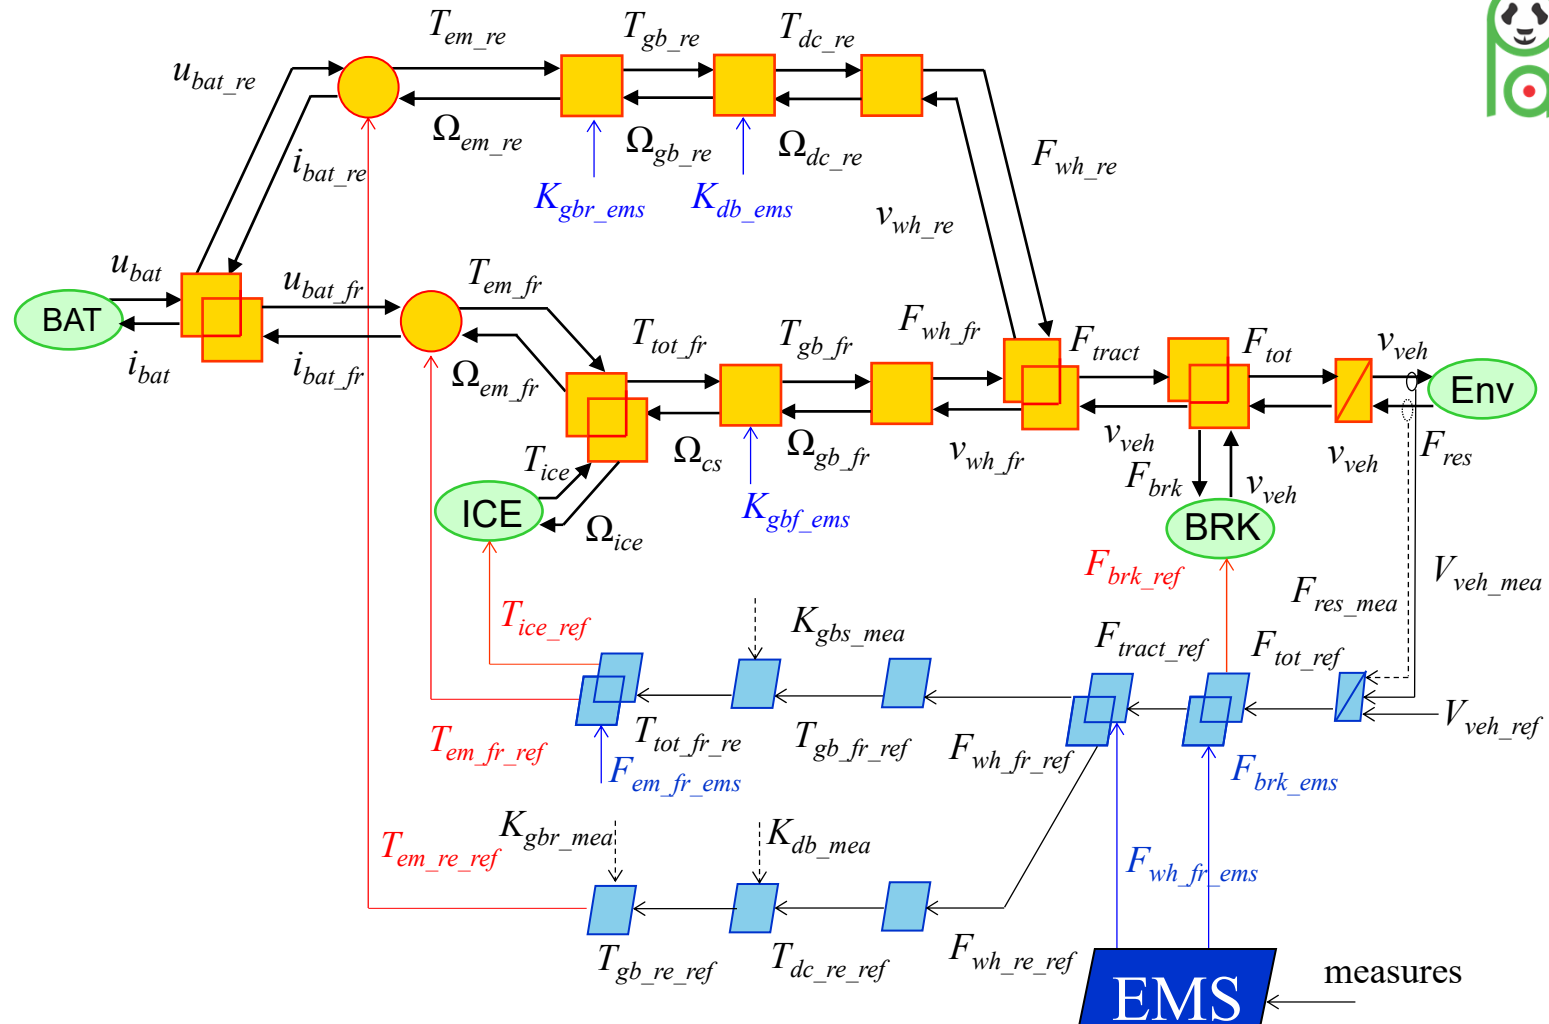 T_em_re
T_gb_re
T_dc_re
u_bat_re
Ω_em_re
Ω_gb_re
Ω_dc_re
i_bat_re
F_wh_re
K_gbr_ems
K_db_ems
v_wh_re
u_bat
u_bat_fr
T_em_fr
BAT
T_tot_fr
T_gb_fr
F_wh_fr
F_tract
F_tot
v_veh
i_bat
i_bat_fr
Ω_em_fr
Env
T_ice
Ω_cs
Ω_gb_fr
v_wh_fr
v_veh
v_veh
F_res
F_brk
v_veh
ICE
Ω_ice
K_gbf_ems
BRK
F_brk_ref
V_veh_mea
F_res_mea
T_ice_ref
K_gbs_mea
F_tract_ref
F_tot_ref
T_em_fr_ref
T_tot_fr_re
T_gb_fr_ref
F_wh_fr_ref
V_veh_ref
F_em_fr_ems
F_brk_ems
K_gbr_mea
K_db_mea
T_em_re_ref
F_wh_fr_ems
T_gb_re_ref
T_dc_re_ref
F_wh_re_ref
EMS
measures